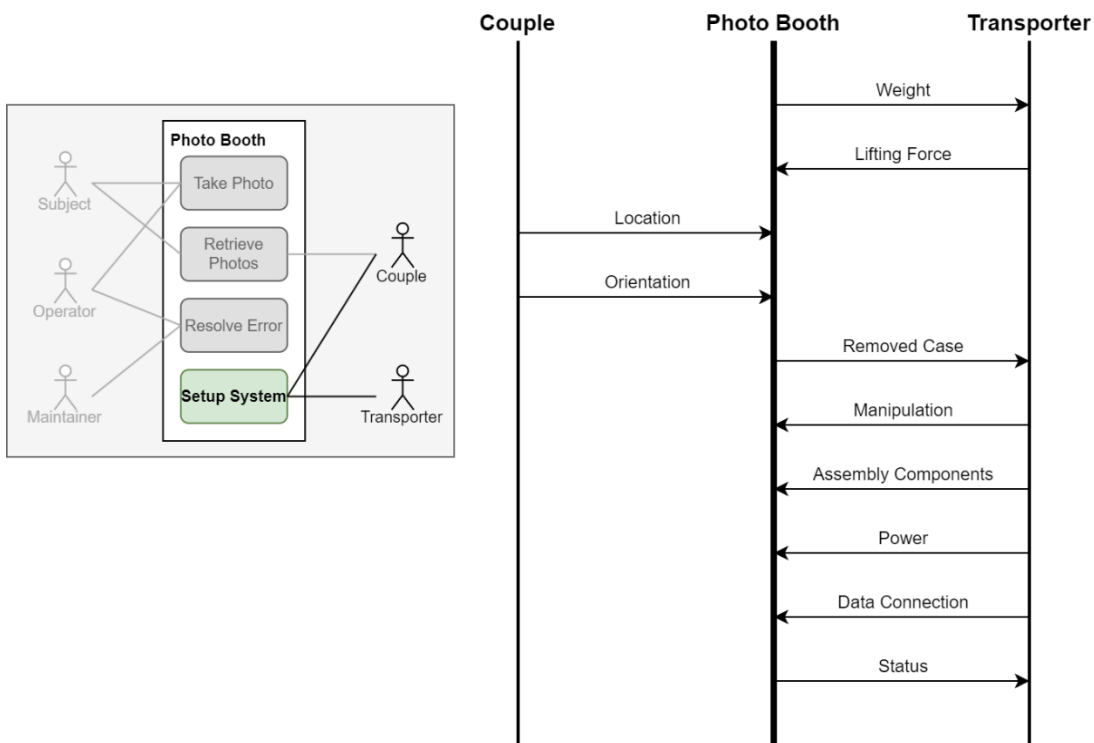 Couple
Photo Booth
Transporter
Photo Booth
Subject
Operator
Maintainer
Take Photo
Retrieve
Photos
Resolve Error
Setup System
Couple
Transporter
Weight
Lifting Force
Location
Orientation
Removed Case
Manipulation
Assembly Components
Power
Data Connection
Status